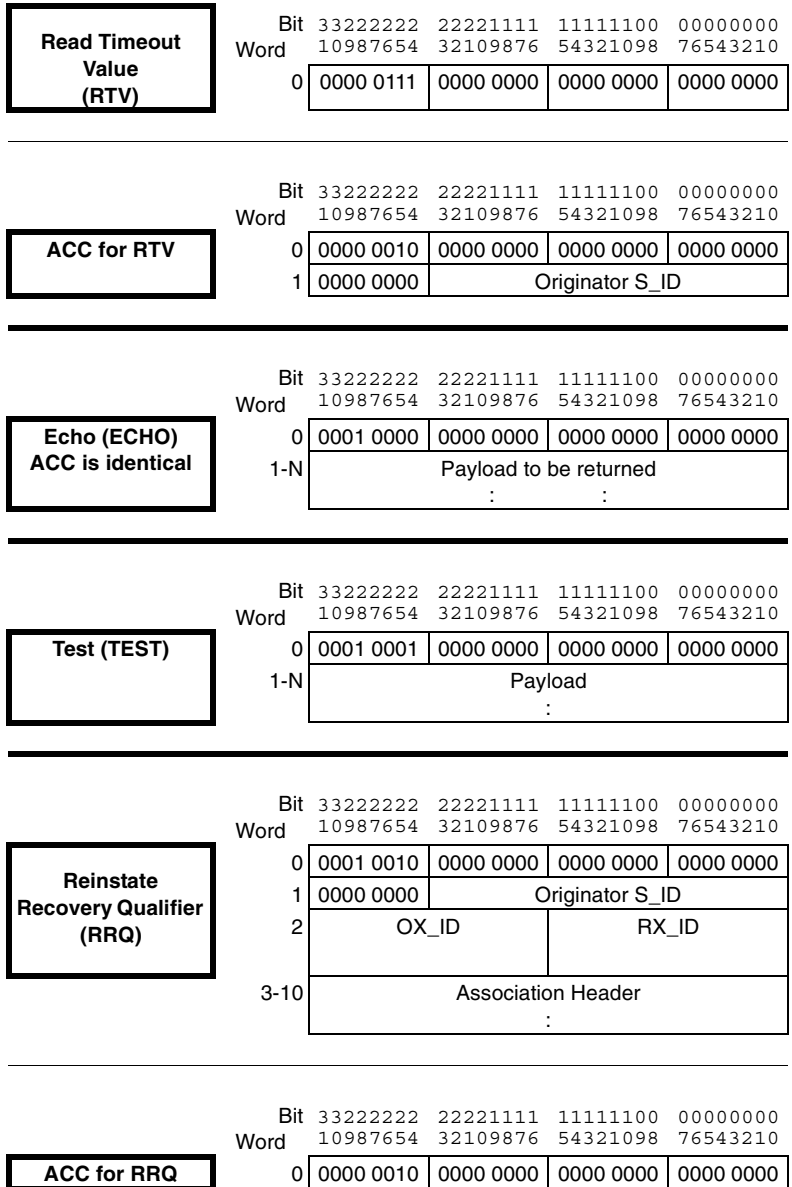 Bit 33222222 22221111 11111100 00000000
Read Timeout Value (RTV)
Word 10987654 32109876 54321098 76543210
0 0000 0111 0000 0000 0000 0000 0000 0000
Bit 33222222 22221111 11111100 00000000
Word 10987654 32109876 54321098 76543210
ACC for RTV
0 0000 0010 0000 0000 0000 0000 0000 0000
1 0000 0000 Originator S_ID
Bit 33222222 22221111 11111100 00000000
Word 10987654 32109876 54321098 76543210
Echo (ECHO)
ACC is identical
0 0001 0000 0000 0000 0000 0000 0000 0000
1-N Payload to be returned
: :
Bit 33222222 22221111 11111100 00000000
Word 10987654 32109876 54321098 76543210
Test (TEST)
0 0001 0001 0000 0000 0000 0000 0000 0000
1-N Payload
:
Bit 33222222 22221111 11111100 00000000
Word 10987654 32109876 54321098 76543210
Reinstate
Recovery Qualifier
(RRQ)
0 0001 0010 0000 0000 0000 0000 0000 0000
1 0000 0000 Originator S_ID
2 OX_ID RX_ID
3-10 Association Header
:
Bit 33222222 22221111 11111100 00000000
Word 10987654 32109876 54321098 76543210
ACC for RRQ
0 0000 0010 0000 0000 0000 0000 0000 0000